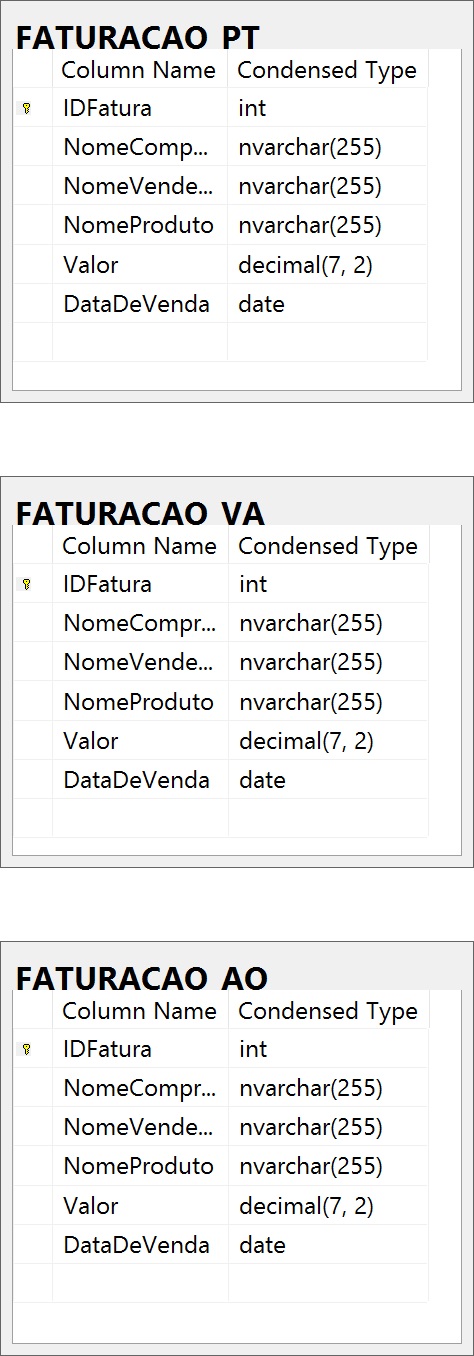 FATURACAO_PT
Column Name Condensed Type
IDFatura int
NomeComp... nvarchar(255)
NomeVende... nvarchar(255)
NomeProduto nvarchar(255)
Valor decimal(7, 2)
DataDeVenda date
FATURACAO_VA
Column Name Condensed Type
IDFatura int
NomeCompr... nvarchar(255)
NomeVende... nvarchar(255)
NomeProduto nvarchar(255)
Valor decimal(7, 2)
DataDeVenda date
FATURACAO_AO
Column Name Condensed Type
IDFatura int
NomeCompr... nvarchar(255)
NomeVende... nvarchar(255)
NomeProduto nvarchar(255)
Valor decimal(7, 2)
DataDeVenda date